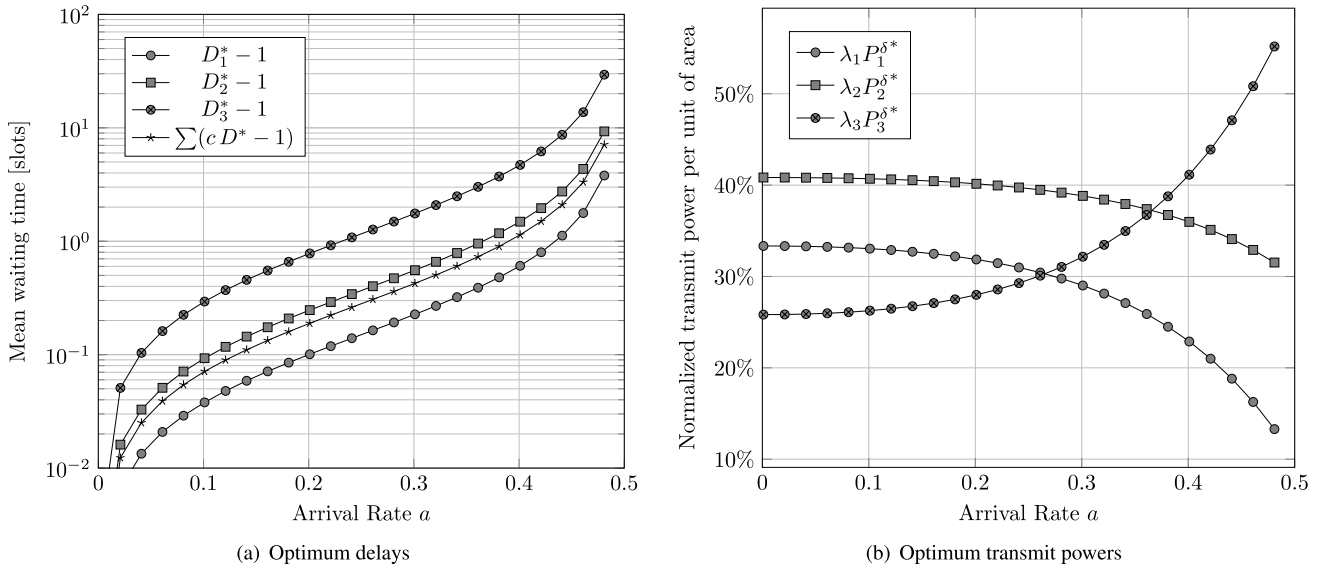 Mean waiting time [slots]
10^2
10^1
10^0
10^−1
10^−2
D_1^* − 1
D_2^* − 1
D_3^* − 1
∑(c D^* − 1)
0 0.1 0.2 0.3 0.4 0.5
Arrival Rate a
(a) Optimum delays
Normalized transmit power per unit of area
50%
40%
30%
20%
10%
λ_1 P_1^{δ^*}
λ_2 P_2^{δ^*}
λ_3 P_3^{δ^*}
0 0.1 0.2 0.3 0.4 0.5
Arrival Rate a
(b) Optimum transmit powers